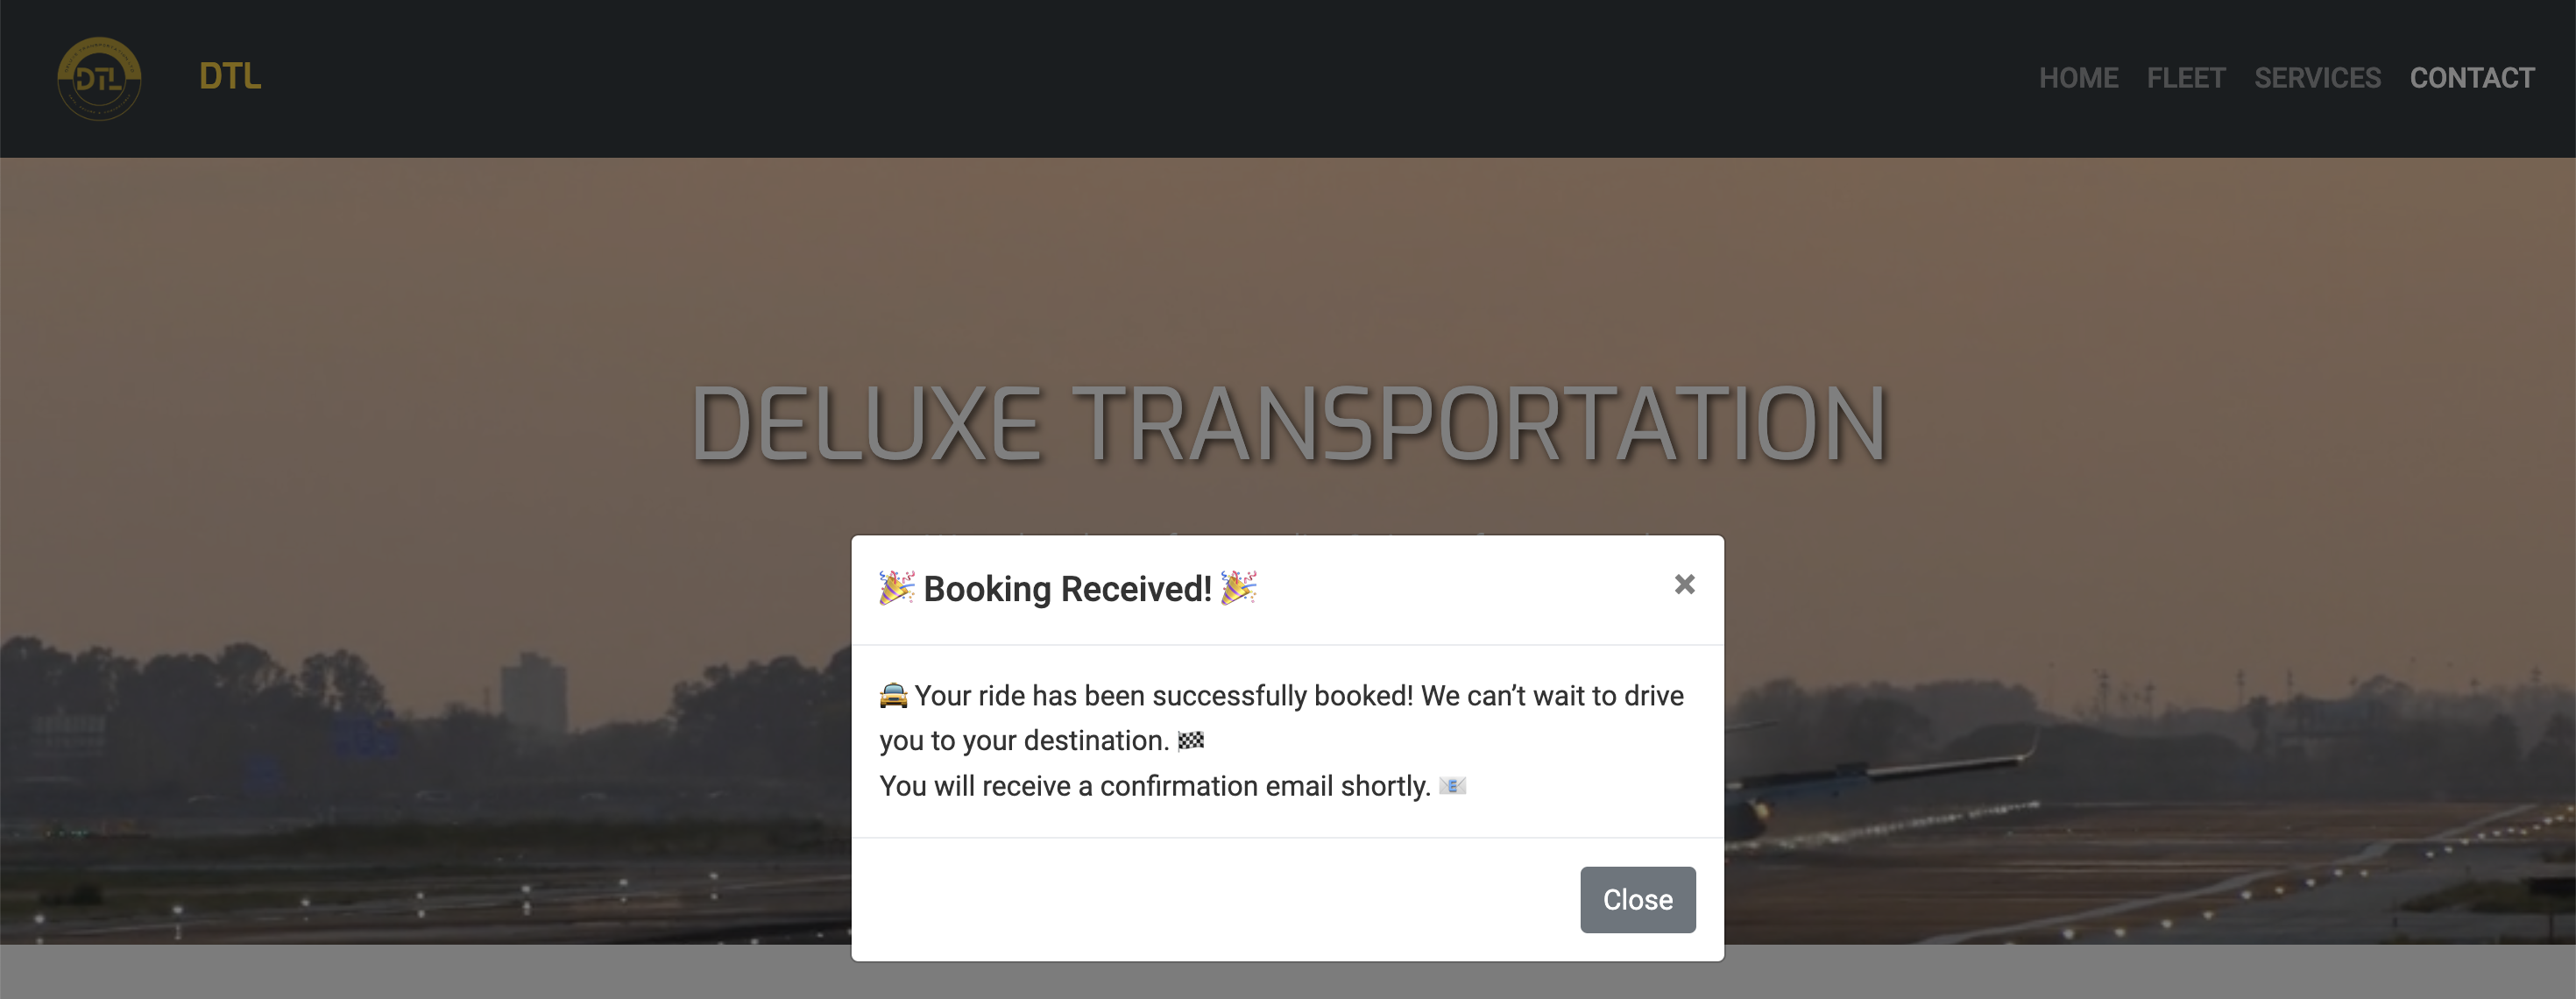 DTL
DTL
HOME FLEET SERVICES CONTACT
DELUXE TRANSPORTATION
🎉 Booking Received! 🎉
×
🚖 Your ride has been successfully booked! We can’t wait to drive
you to your destination. 🏁
You will receive a confirmation email shortly. 📧
Close